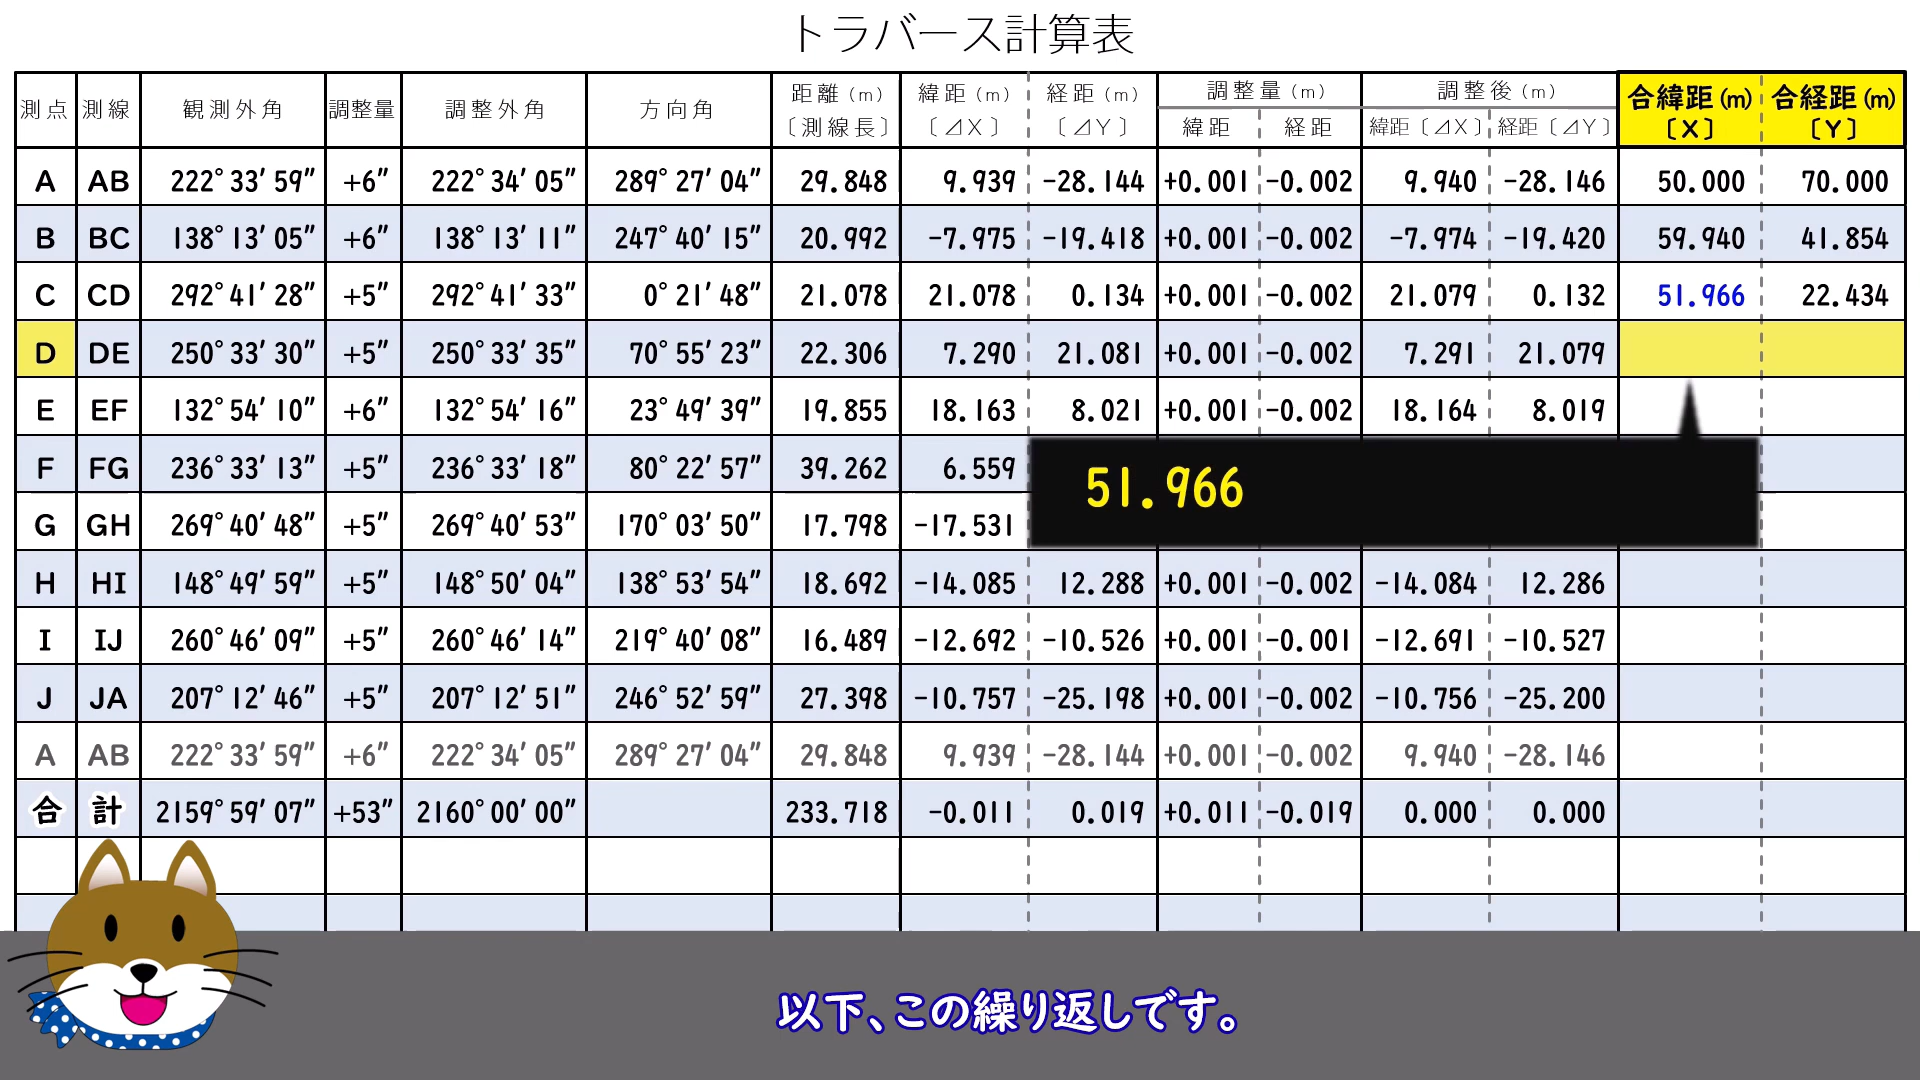 トラバース計算表
測点 測線 観測外角 調整量 調整外角 方向角 距離(m) 緯距(m) 経距(m) 調整量(m) 調整後(m) 合緯距(m) 合経距(m)
〔測線長〕 〔⊿X〕 〔⊿Y〕 緯距 経距 緯距〔⊿X〕 経距〔⊿Y〕 〔X〕 〔Y〕
A AB 222°33′59″ +6″ 222°34′05″ 289°27′04″ 29.848 9.939 -28.144 +0.001 -0.002 9.940 -28.146 50.000 70.000
B BC 138°13′05″ +6″ 138°13′11″ 247°40′15″ 20.992 -7.975 -19.418 +0.001 -0.002 -7.974 -19.420 59.940 41.854
C CD 292°41′28″ +5″ 292°41′33″ 0°21′48″ 21.078 21.078 0.134 +0.001 -0.002 21.079 0.132 51.966 22.434
D DE 250°33′30″ +5″ 250°33′35″ 70°55′23″ 22.306 7.290 21.081 +0.001 -0.002 7.291 21.079
E EF 132°54′10″ +6″ 132°54′16″ 23°49′39″ 19.855 18.163 8.021 +0.001 -0.002 18.164 8.019
F FG 236°33′13″ +5″ 236°33′18″ 80°22′57″ 39.262 6.559
51.966
G GH 269°40′48″ +5″ 269°40′53″ 170°03′50″ 17.798 -17.531
H HI 148°49′59″ +5″ 148°50′04″ 138°53′54″ 18.692 -14.085 12.288 +0.001 -0.002 -14.084 12.286
I IJ 260°46′09″ +5″ 260°46′14″ 219°40′08″ 16.489 -12.692 -10.526 +0.001 -0.001 -12.691 -10.527
J JA 207°12′46″ +5″ 207°12′51″ 246°52′59″ 27.398 -10.757 -25.198 +0.001 -0.002 -10.756 -25.200
A AB 222°33′59″ +6″ 222°34′05″ 289°27′04″ 29.848 9.939 -28.144 +0.001 -0.002 9.940 -28.146
合 計 2159°59′07″ +53″ 2160°00′00″ 233.718 -0.011 0.019 +0.011 -0.019 0.000 0.000
以下、この繰り返しです。